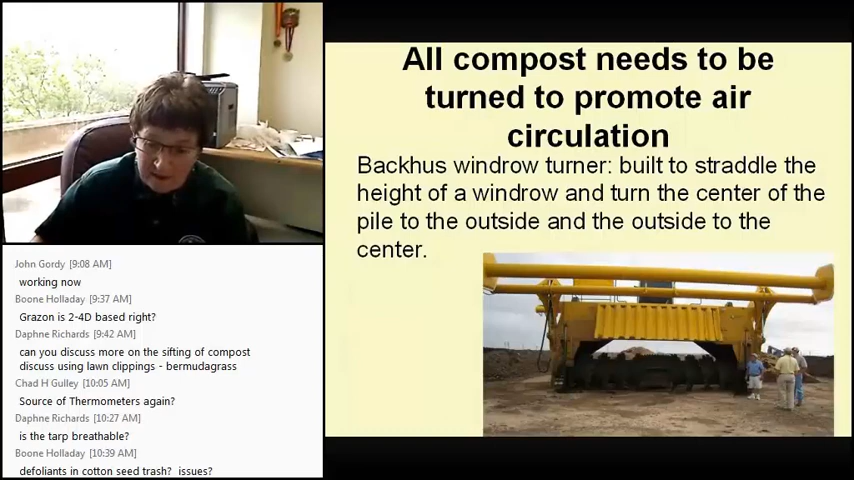 All compost needs to be
turned to promote air
circulation
Backhus windrow turner: built to straddle the
height of a windrow and turn the center of the
pile to the outside and the outside to the
center.
John Gordy [9:08 AM]
working now
Boone Holladay [9:37 AM]
Grazon is 2-4D based right?
Daphne Richards [9:42 AM]
can you discuss more on the sifting of compost
discuss using lawn clippings - bermudagrass
Chad H Gulley [10:05 AM]
Source of Thermometers again?
Daphne Richards [10:27 AM]
is the tarp breathable?
Boone Holladay [10:39 AM]
defoliants in cotton seed trash? issues?